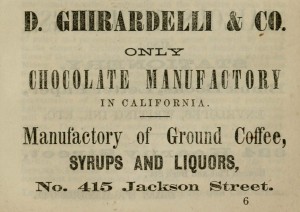 D. GHIRARDELLI & CO.
ONLY
CHOCOLATE MANUFACTORY
IN CALIFORNIA.
Manufactory of Ground Coffee,
SYRUPS AND LIQUORS,
No. 415 Jackson Street.
6